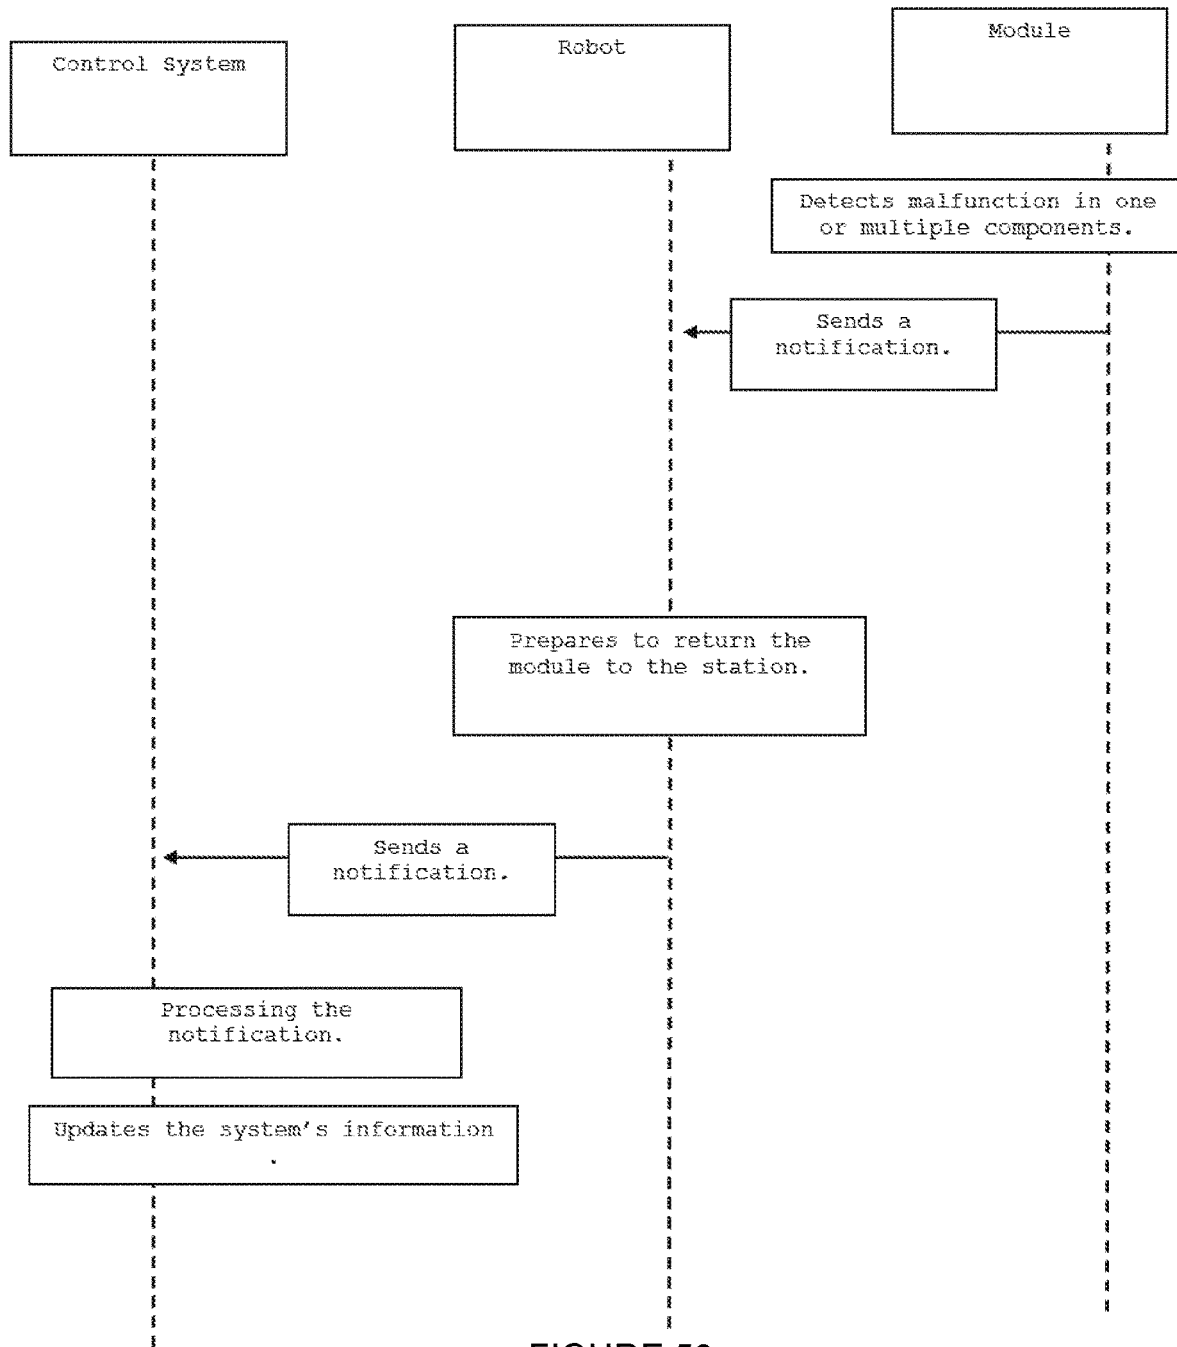 Control System
Robot
Module
Detects malfunction in one
or multiple components.
Sends a
notification.
Prepares to return the
module to the station.
Sends a
notification.
Processing the
notification.
Updates the system's information
.